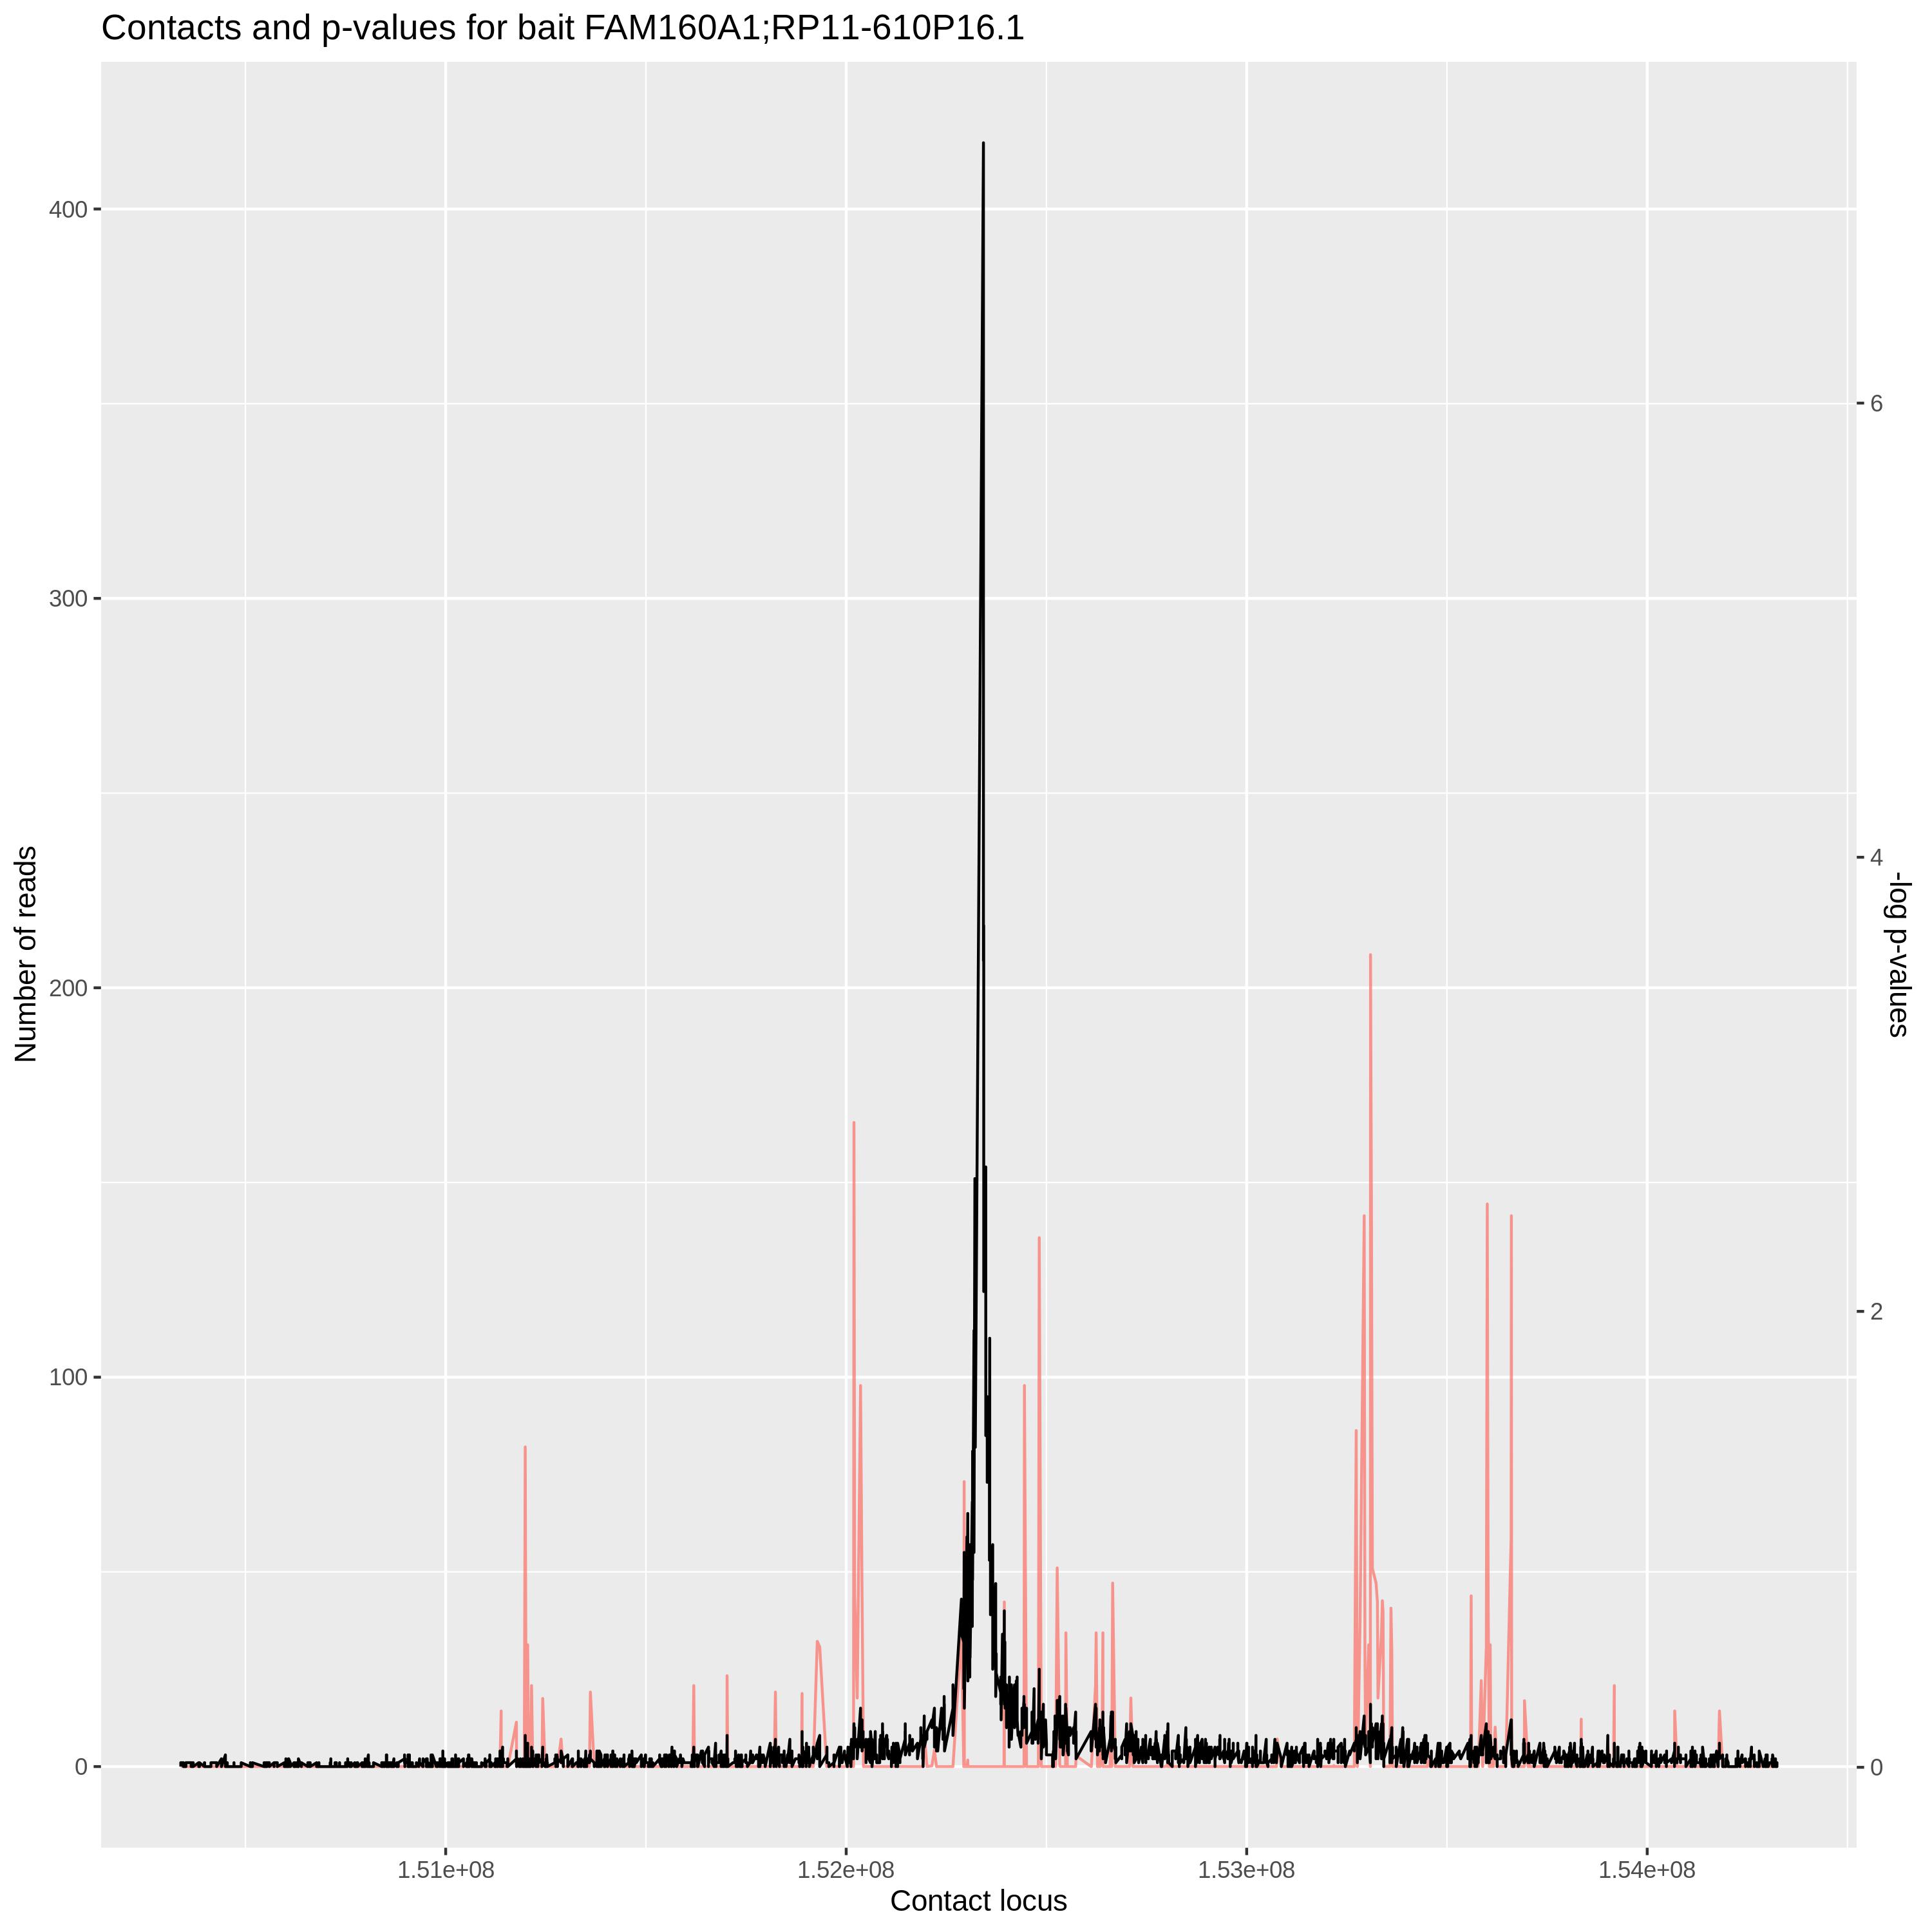 Contacts and p-values for bait FAM160A1;RP11-610P16.1
Number of reads
400
300
200
100
0
6
4
2
0
-log p-values
1.51e+08
1.52e+08
1.53e+08
1.54e+08
Contact locus